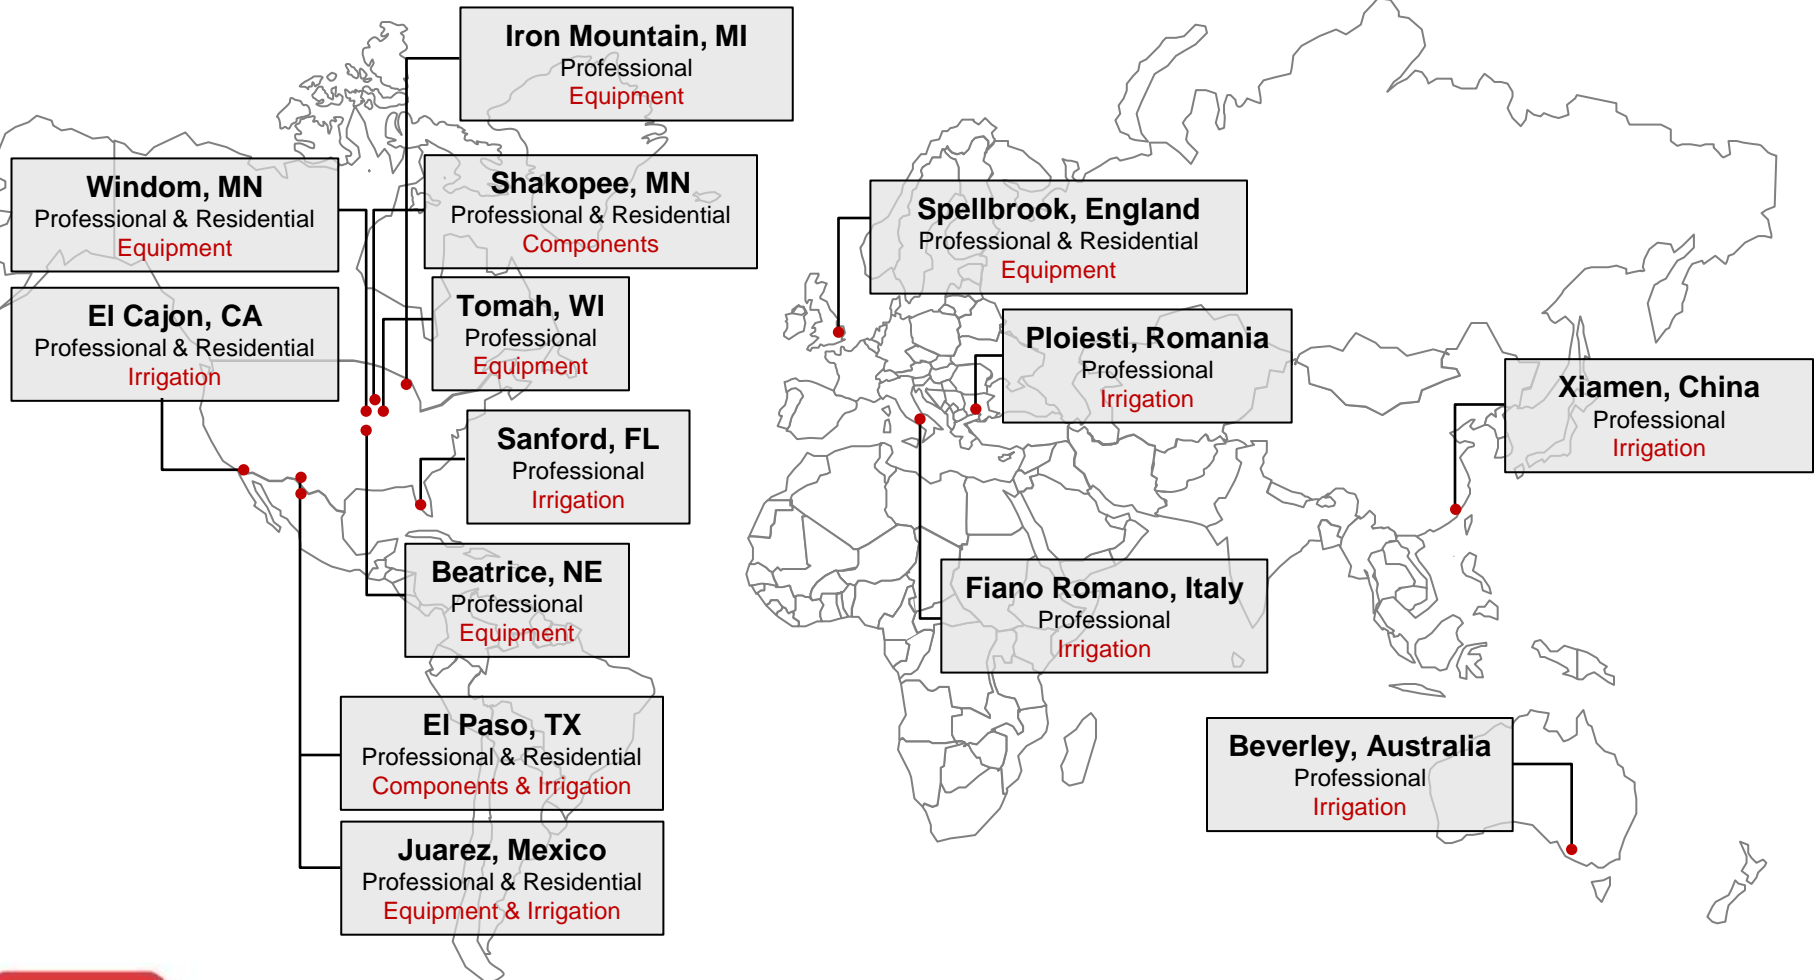 Iron Mountain, MI
Professional
Equipment
Windom, MN
Professional & Residential
Equipment
Shakopee, MN
Professional & Residential
Components
Spellbrook, England
Professional & Residential
Equipment
El Cajon, CA
Professional & Residential
Irrigation
Tomah, WI
Professional
Equipment
Ploiesti, Romania
Professional
Irrigation
Xiamen, China
Professional
Irrigation
Sanford, FL
Professional
Irrigation
Beatrice, NE
Professional
Equipment
Fiano Romano, Italy
Professional
Irrigation
El Paso, TX
Professional & Residential
Components & Irrigation
Beverley, Australia
Professional
Irrigation
Juarez, Mexico
Professional & Residential
Equipment & Irrigation